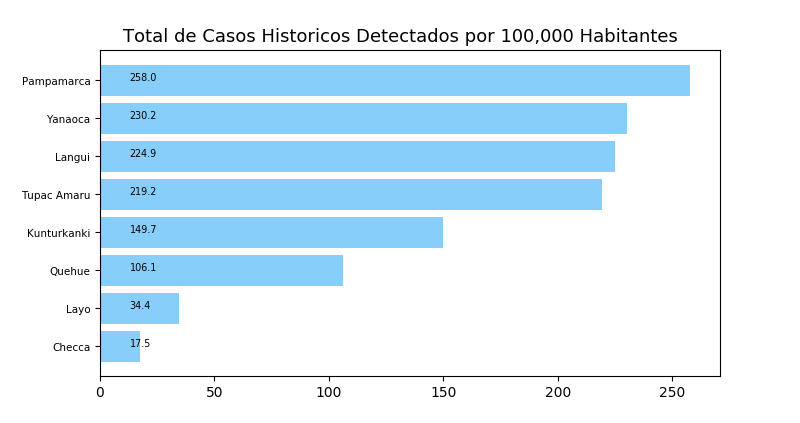 Total de Casos Historicos Detectados por 100,000 Habitantes
Pampamarca 258.0
Yanaoca 230.2
Langui 224.9
Tupac Amaru 219.2
Kunturkanki 149.7
Quehue 106.1
Layo 34.4
Checca 17.5
0 50 100 150 200 250